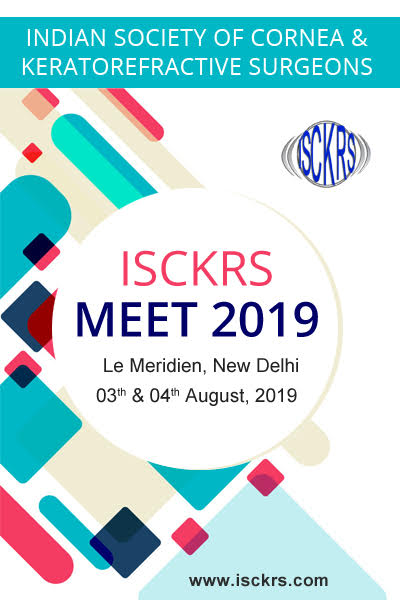 INDIAN SOCIETY OF CORNEA &
KERATOREFRACTIVE SURGEONS
ISCKRS
ISCKRS
MEET 2019
Le Meridien, New Delhi
03th & 04th August, 2019
www.isckrs.com